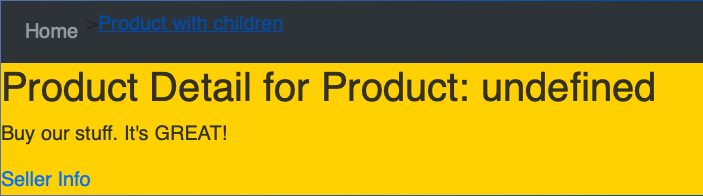 Home >Product with children
Product Detail for Product: undefined
Buy our stuff. It's GREAT!
Seller Info